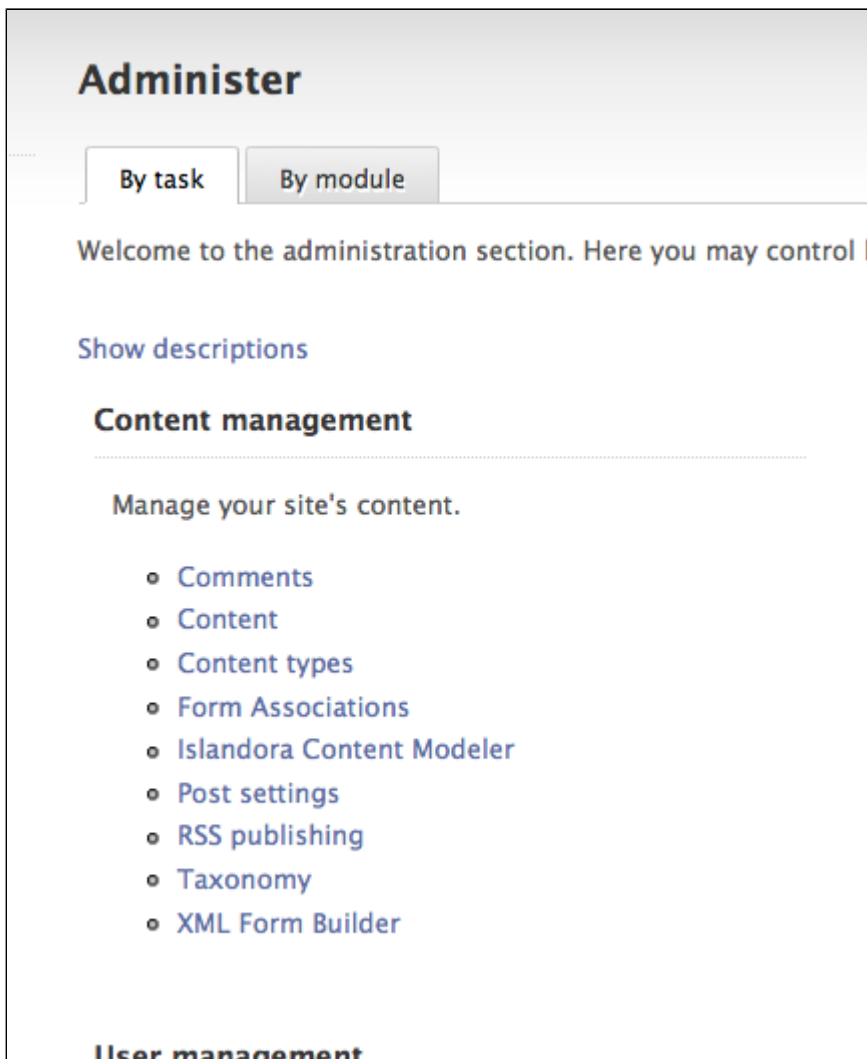 Administer
By task By module
Welcome to the administration section. Here you may control
Show descriptions
Content management
Manage your site's content.
Comments
Content
Content types
Form Associations
Islandora Content Modeler
Post settings
RSS publishing
Taxonomy
XML Form Builder
User management